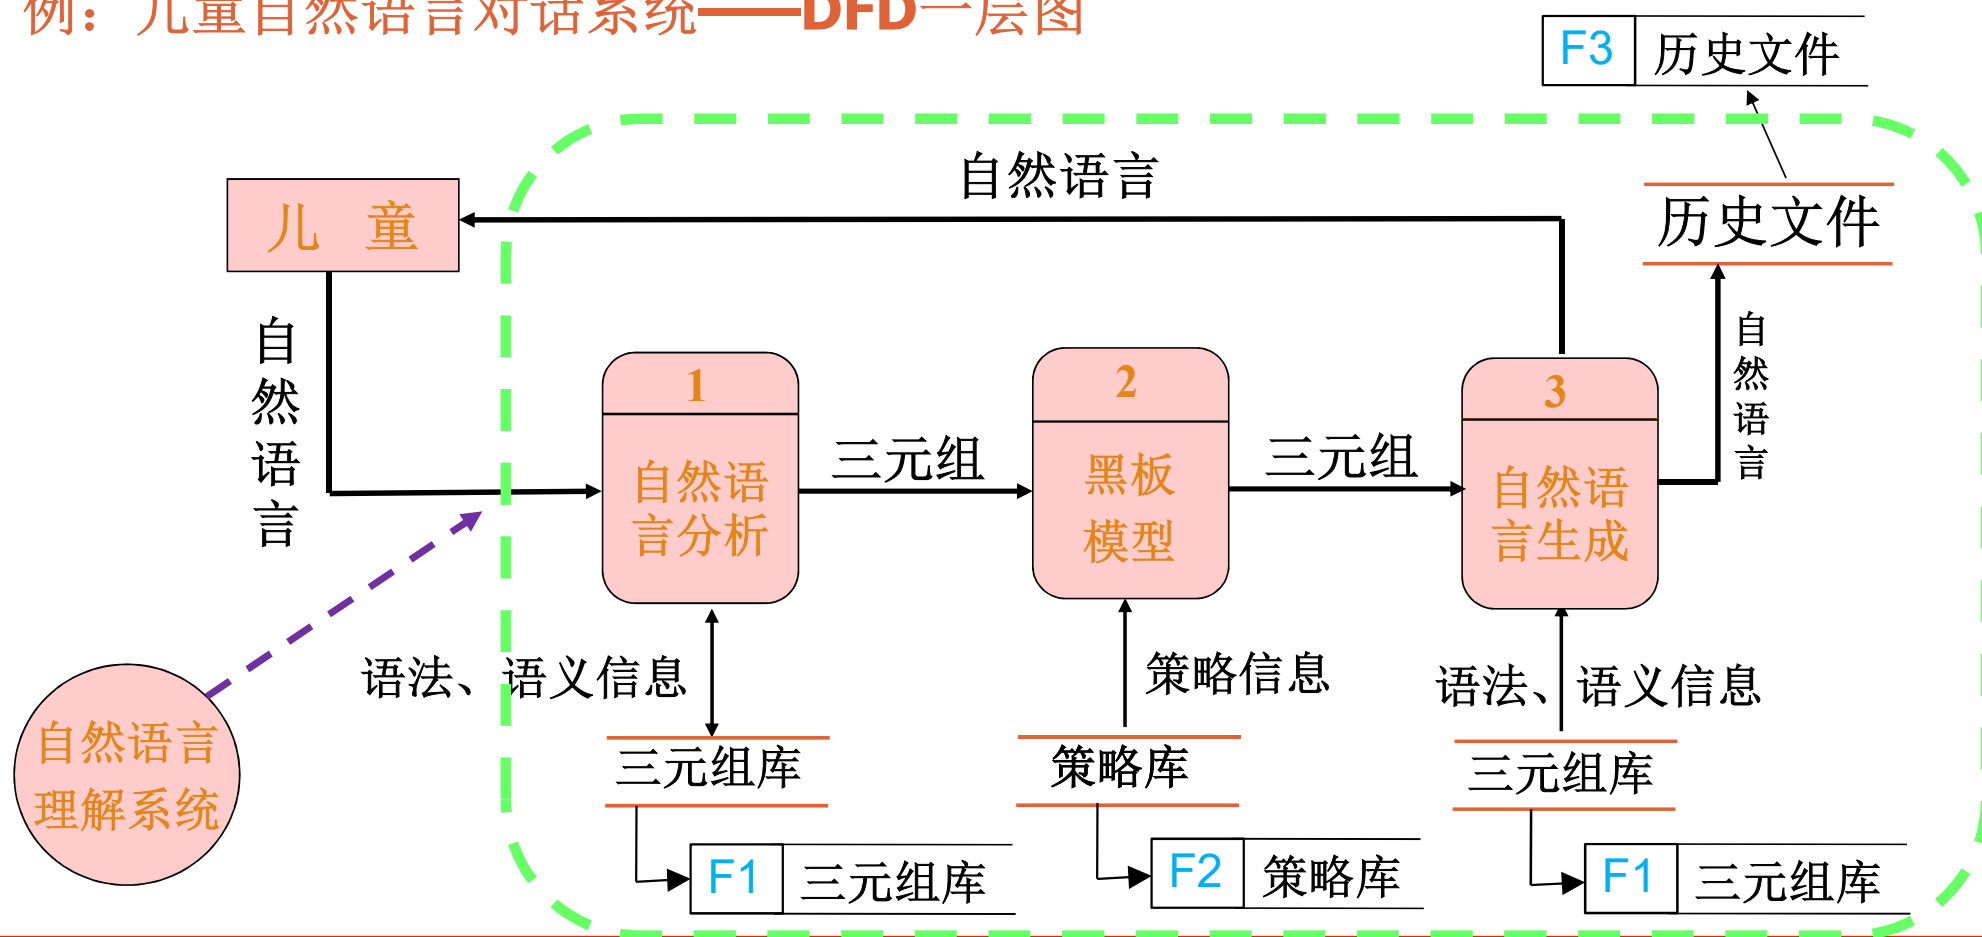 例：儿童自然语言对话系统——DFD一层图
F3 历史文件
自然语言
儿 童
历史文件
自然语言
自然语言
1
自然语
言分析
三元组
2
黑板
模型
三元组
3
自然语
言生成
语法、语义信息
策略信息
语法、语义信息
自然语言
理解系统
三元组库
策略库
三元组库
F1 三元组库
F2 策略库
F1 三元组库